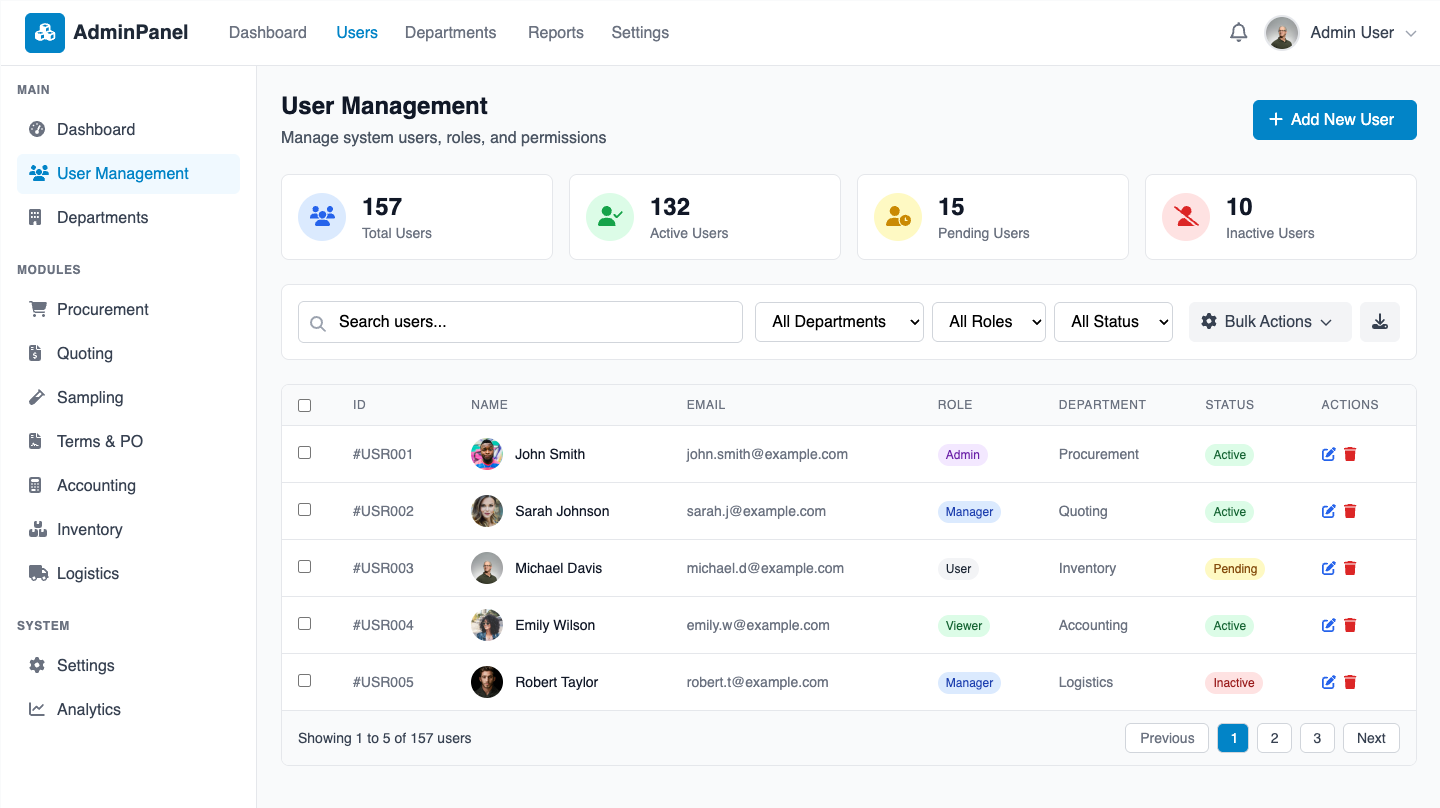 AdminPanel Dashboard Users Departments Reports Settings Admin User
MAIN
Dashboard
User Management
Departments
MODULES
Procurement
Quoting
Sampling
Terms & PO
Accounting
Inventory
Logistics
SYSTEM
Settings
Analytics
User Management
Manage system users, roles, and permissions
Add New User
157
Total Users
132
Active Users
15
Pending Users
10
Inactive Users
Search users... All Departments All Roles All Status Bulk Actions
ID NAME EMAIL ROLE DEPARTMENT STATUS ACTIONS
#USR001 John Smith john.smith@example.com Admin Procurement Active
#USR002 Sarah Johnson sarah.j@example.com Manager Quoting Active
#USR003 Michael Davis michael.d@example.com User Inventory Pending
#USR004 Emily Wilson emily.w@example.com Viewer Accounting Active
#USR005 Robert Taylor robert.t@example.com Manager Logistics Inactive
Showing 1 to 5 of 157 users Previous 1 2 3 Next